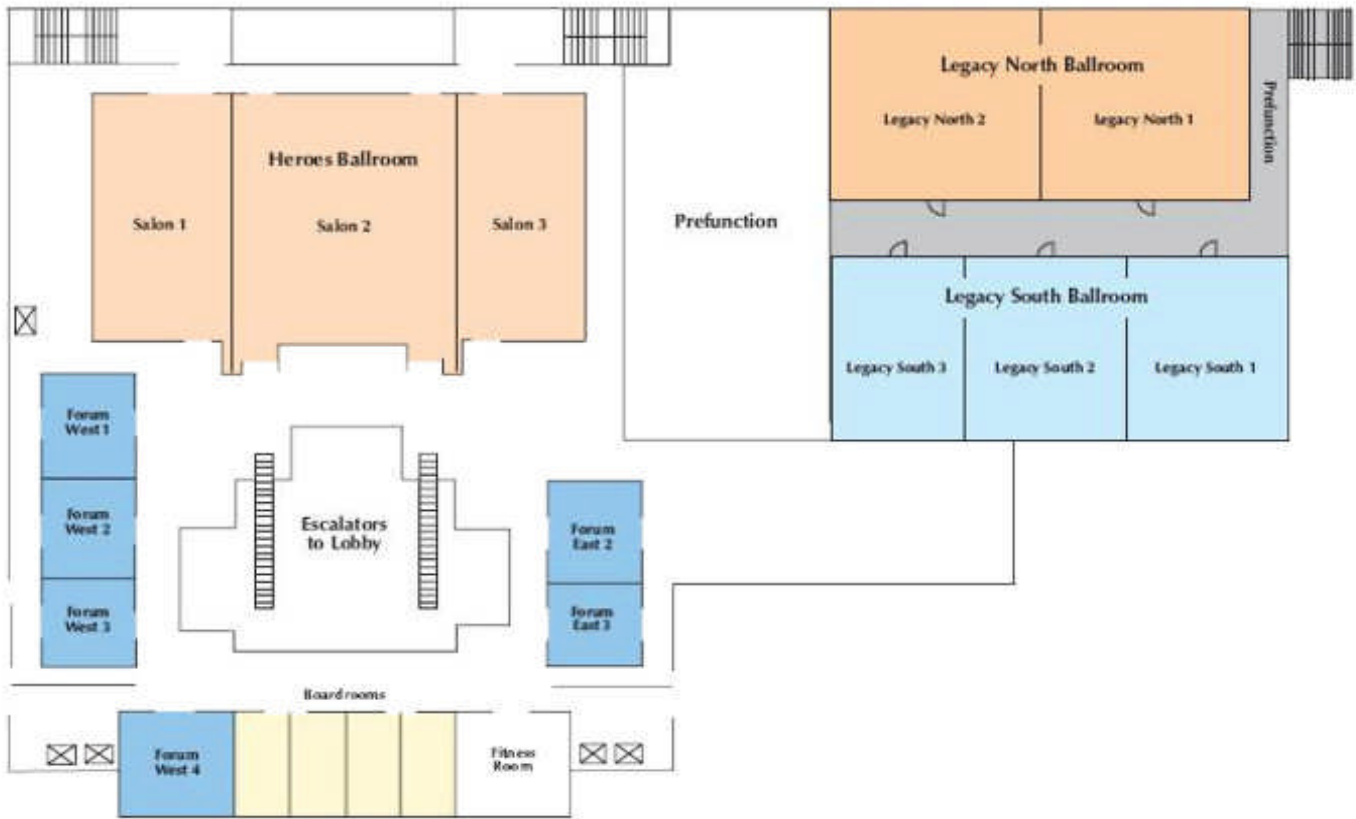 Legacy North Ballroom
Legacy North 2
Legacy North 1
Prefunction
Heroes Ballroom
Salon 1
Salon 2
Salon 3
Prefunction
Legacy South Ballroom
Legacy South 3
Legacy South 2
Legacy South 1
Forum
West 1
Forum
West 2
Forum
West 3
Escalators
to Lobby
Forum
East 2
Forum
East 3
Boardrooms
Forum
West 4
Fitness
Room